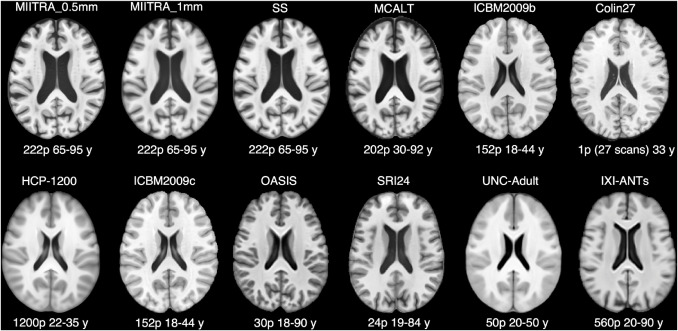 MIITRA_0.5mm MIITRA_1mm SS MCALT ICBM2009b Colin27
222p 65-95 y 222p 65-95 y 222p 65-95 y 202p 30-92 y 152p 18-44 y 1p (27 scans) 33 y
HCP-1200 ICBM2009c OASIS SRI24 UNC-Adult IXI-ANTs
1200p 22-35 y 152p 18-44 y 30p 18-90 y 24p 19-84 y 50p 20-50 y 560p 20-90 y